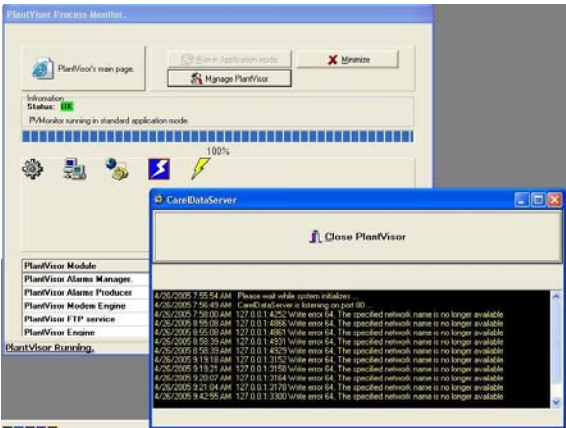 PlantVisor Process Monitor.
PlantVisor's main page.
Run in Application mode
Minimize
Manage PlantVisor
Information
Status: OK
PVMonitor running in standard application mode.
100%
CarelDataServer
Close PlantVisor
PlantVisor Module
PlantVisor Alarms Manager.
PlantVisor Alarms Producer
PlantVisor Modem Engine
PlantVisor FTP service
PlantVisor Engine
PlantVisor Running.
4/26/2005 7:55:54 AM Please wait while system initializes ...
4/26/2005 7:56:49 AM CarelDataServer is listening on port 80 ...
4/26/2005 7:58:00 AM 127.0.0.1:4252 Write error 64, The specified network name is no longer available
4/26/2005 8:55:08 AM 127.0.0.1:4866 Write error 64, The specified network name is no longer available
4/26/2005 8:55:08 AM 127.0.0.1:4861 Write error 64, The specified network name is no longer available
4/26/2005 8:58:39 AM 127.0.0.1:4931 Write error 64, The specified network name is no longer available
4/26/2005 8:58:39 AM 127.0.0.1:4929 Write error 64, The specified network name is no longer available
4/26/2005 9:19:18 AM 127.0.0.1:3152 Write error 64, The specified network name is no longer available
4/26/2005 9:19:21 AM 127.0.0.1:3158 Write error 64, The specified network name is no longer available
4/26/2005 9:20:07 AM 127.0.0.1:3164 Write error 64, The specified network name is no longer available
4/26/2005 9:21:04 AM 127.0.0.1:3178 Write error 64, The specified network name is no longer available
4/26/2005 9:42:55 AM 127.0.0.1:3300 Write error 64, The specified network name is no longer available